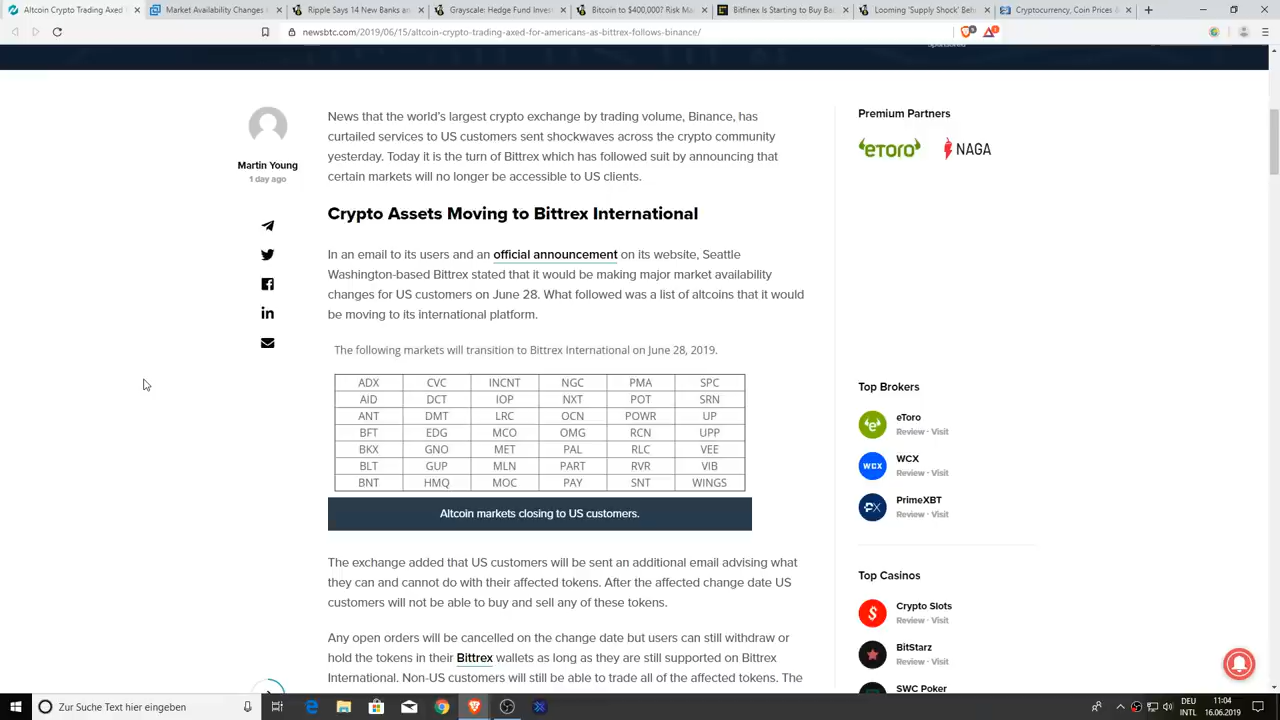 Altcoin Crypto Trading Axed
Market Availability Changes
Ripple Says 14 New Banks an
Grayscale: Hedge Fund Invest
Bitcoin to $400,000? Risk Ma
Bitfinex Is Starting to Buy Ba
Looming 'Supply Shock' Beh
Cryptocurrency, Coin Prices &
newsbtc.com/2019/06/15/altcoin-crypto-trading-axed-for-americans-as-bittrex-follows-binance/
Sponsored
Martin Young
1 day ago
News that the world's largest crypto exchange by trading volume, Binance, has
curtailed services to US customers sent shockwaves across the crypto community
yesterday. Today it is the turn of Bittrex which has followed suit by announcing that
certain markets will no longer be accessible to US clients.
Crypto Assets Moving to Bittrex International
In an email to its users and an official announcement on its website, Seattle
Washington-based Bittrex stated that it would be making major market availability
changes for US customers on June 28. What followed was a list of altcoins that it would
be moving to its international platform.
The following markets will transition to Bittrex International on June 28, 2019.
ADX CVC INCNT NGC PMA SPC
AID DCT IOP NXT POT SRN
ANT DMT LRC OCN POWR UP
BFT EDG MCO OMG RCN UPP
BKX GNO MET PAL RLC VEE
BLT GUP MLN PART RVR VIB
BNT HMQ MOC PAY SNT WINGS
Altcoin markets closing to US customers.
The exchange added that US customers will be sent an additional email advising what
they can and cannot do with their affected tokens. After the affected change date US
customers will not be able to buy and sell any of these tokens.
Any open orders will be cancelled on the change date but users can still withdraw or
hold the tokens in their Bittrex wallets as long as they are still supported on Bittrex
International. Non-US customers will still be able to trade all of the affected tokens. The
Premium Partners
eToro NAGA
Top Brokers
eToro
Review · Visit
WCX
WCX
Review · Visit
PX
PrimeXBT
Review · Visit
Top Casinos
Crypto Slots
Review · Visit
BitStarz
Review · Visit
SWC Poker
Zur Suche Text hier eingeben
DEU
INTL
11:04
16.06.2019